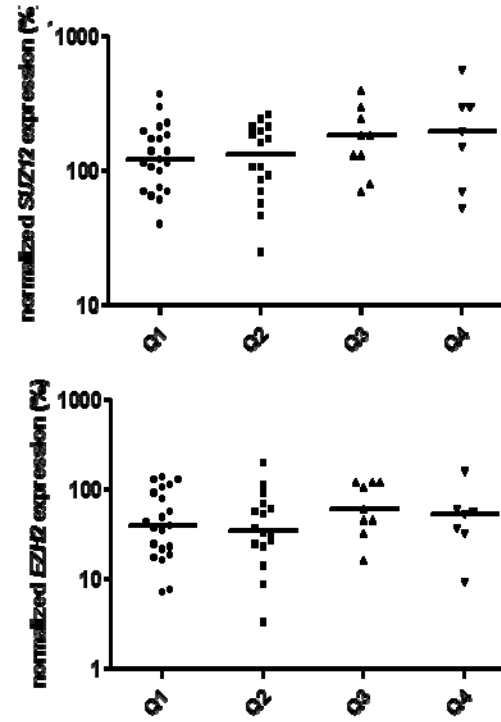 normalized SUZ12 expression (%)
1000
100
10
Q1 Q2 Q3 Q4
normalized EZH2 expression (%)
1000
100
10
1
Q1 Q2 Q3 Q4